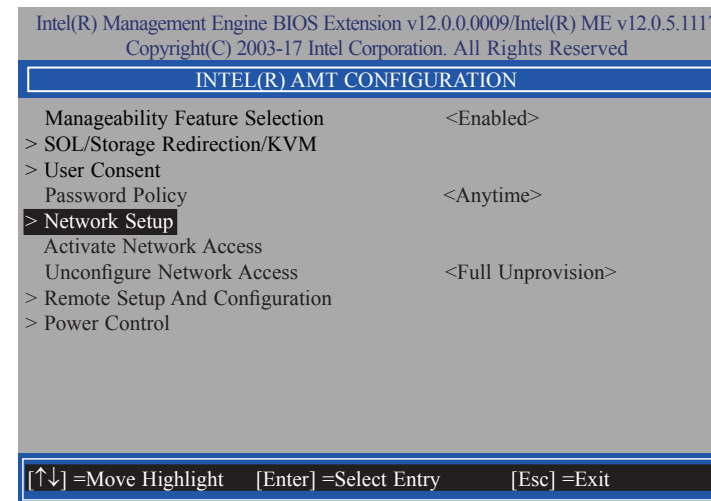 Intel(R) Management Engine BIOS Extension v12.0.0.0009/Intel(R) ME v12.0.5.1117
Copyright(C) 2003-17 Intel Corporation. All Rights Reserved
INTEL(R) AMT CONFIGURATION
Manageability Feature Selection <Enabled>
> SOL/Storage Redirection/KVM
> User Consent
Password Policy <Anytime>
> Network Setup
Activate Network Access
Unconfigure Network Access <Full Unprovision>
> Remote Setup And Configuration
> Power Control
[↑↓] =Move Highlight [Enter] =Select Entry [Esc] =Exit